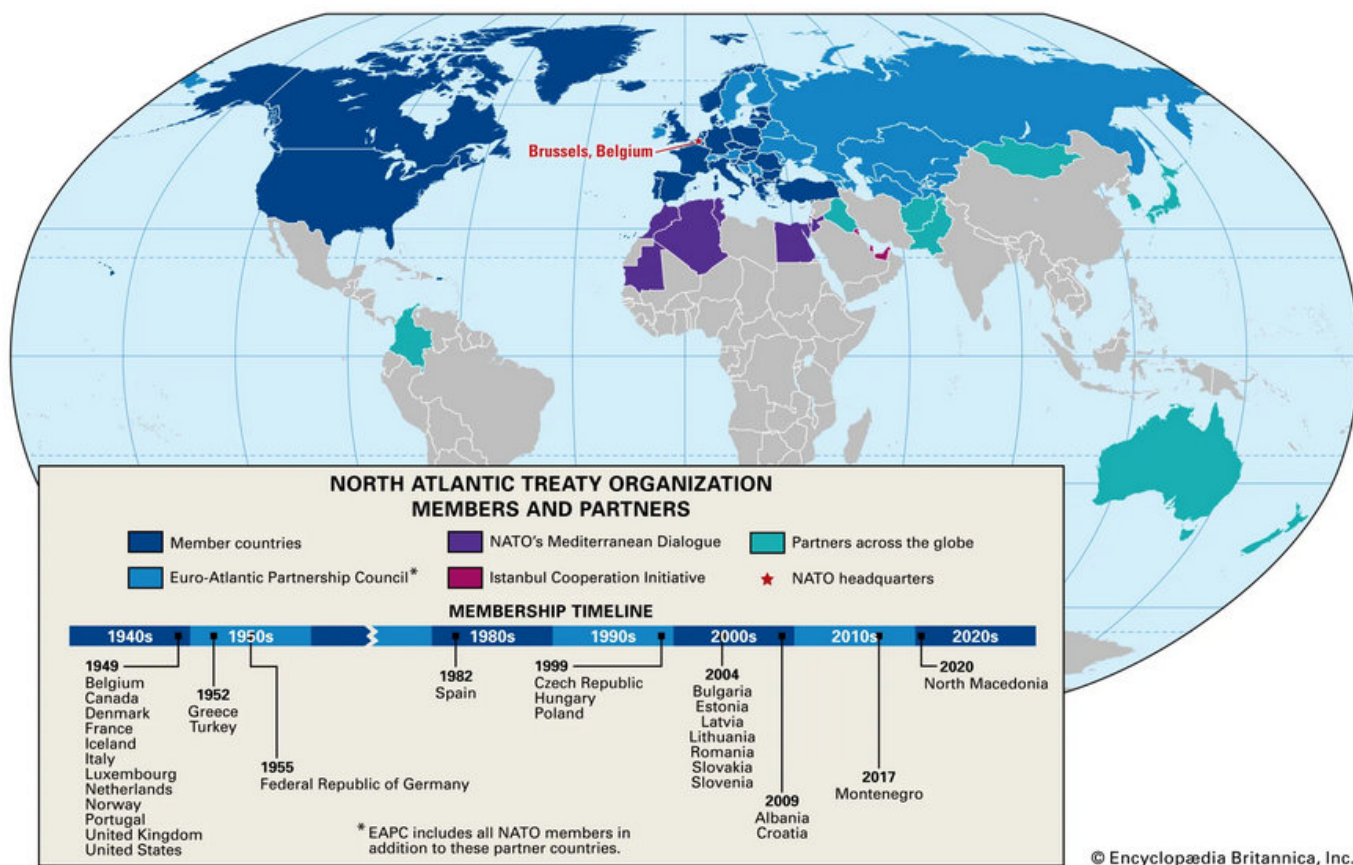 Brussels, Belgium
NORTH ATLANTIC TREATY ORGANIZATION
MEMBERS AND PARTNERS
Member countries
NATO's Mediterranean Dialogue
Partners across the globe
Euro-Atlantic Partnership Council*
Istanbul Cooperation Initiative
NATO headquarters
MEMBERSHIP TIMELINE
1940s 1950s 1980s 1990s 2000s 2010s 2020s
1949
Belgium
Canada
Denmark
France
Iceland
Italy
Luxembourg
Netherlands
Norway
Portugal
United Kingdom
United States
1952
Greece
Turkey
1955
Federal Republic of Germany
1982
Spain
1999
Czech Republic
Hungary
Poland
2004
Bulgaria
Estonia
Latvia
Lithuania
Romania
Slovakia
Slovenia
2009
Albania
Croatia
2017
Montenegro
2020
North Macedonia
* EAPC includes all NATO members in
addition to these partner countries.
© Encyclopædia Britannica, Inc.